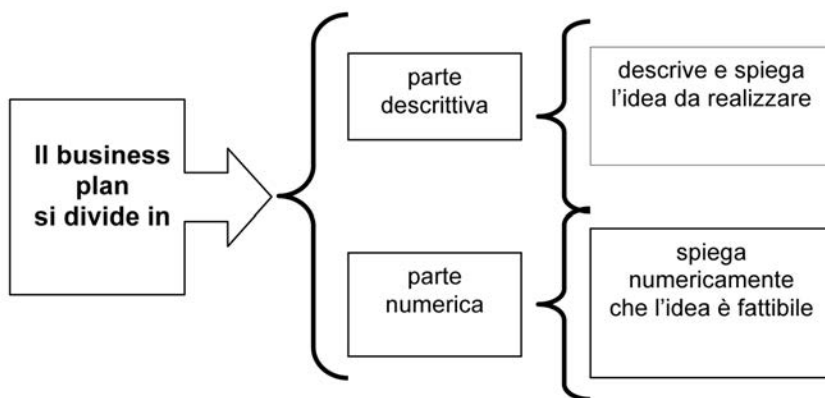 Il business
plan
si divide in
parte
descrittiva
descrive e spiega
l'idea da realizzare
parte
numerica
spiega
numericamente
che l'idea è fattibile